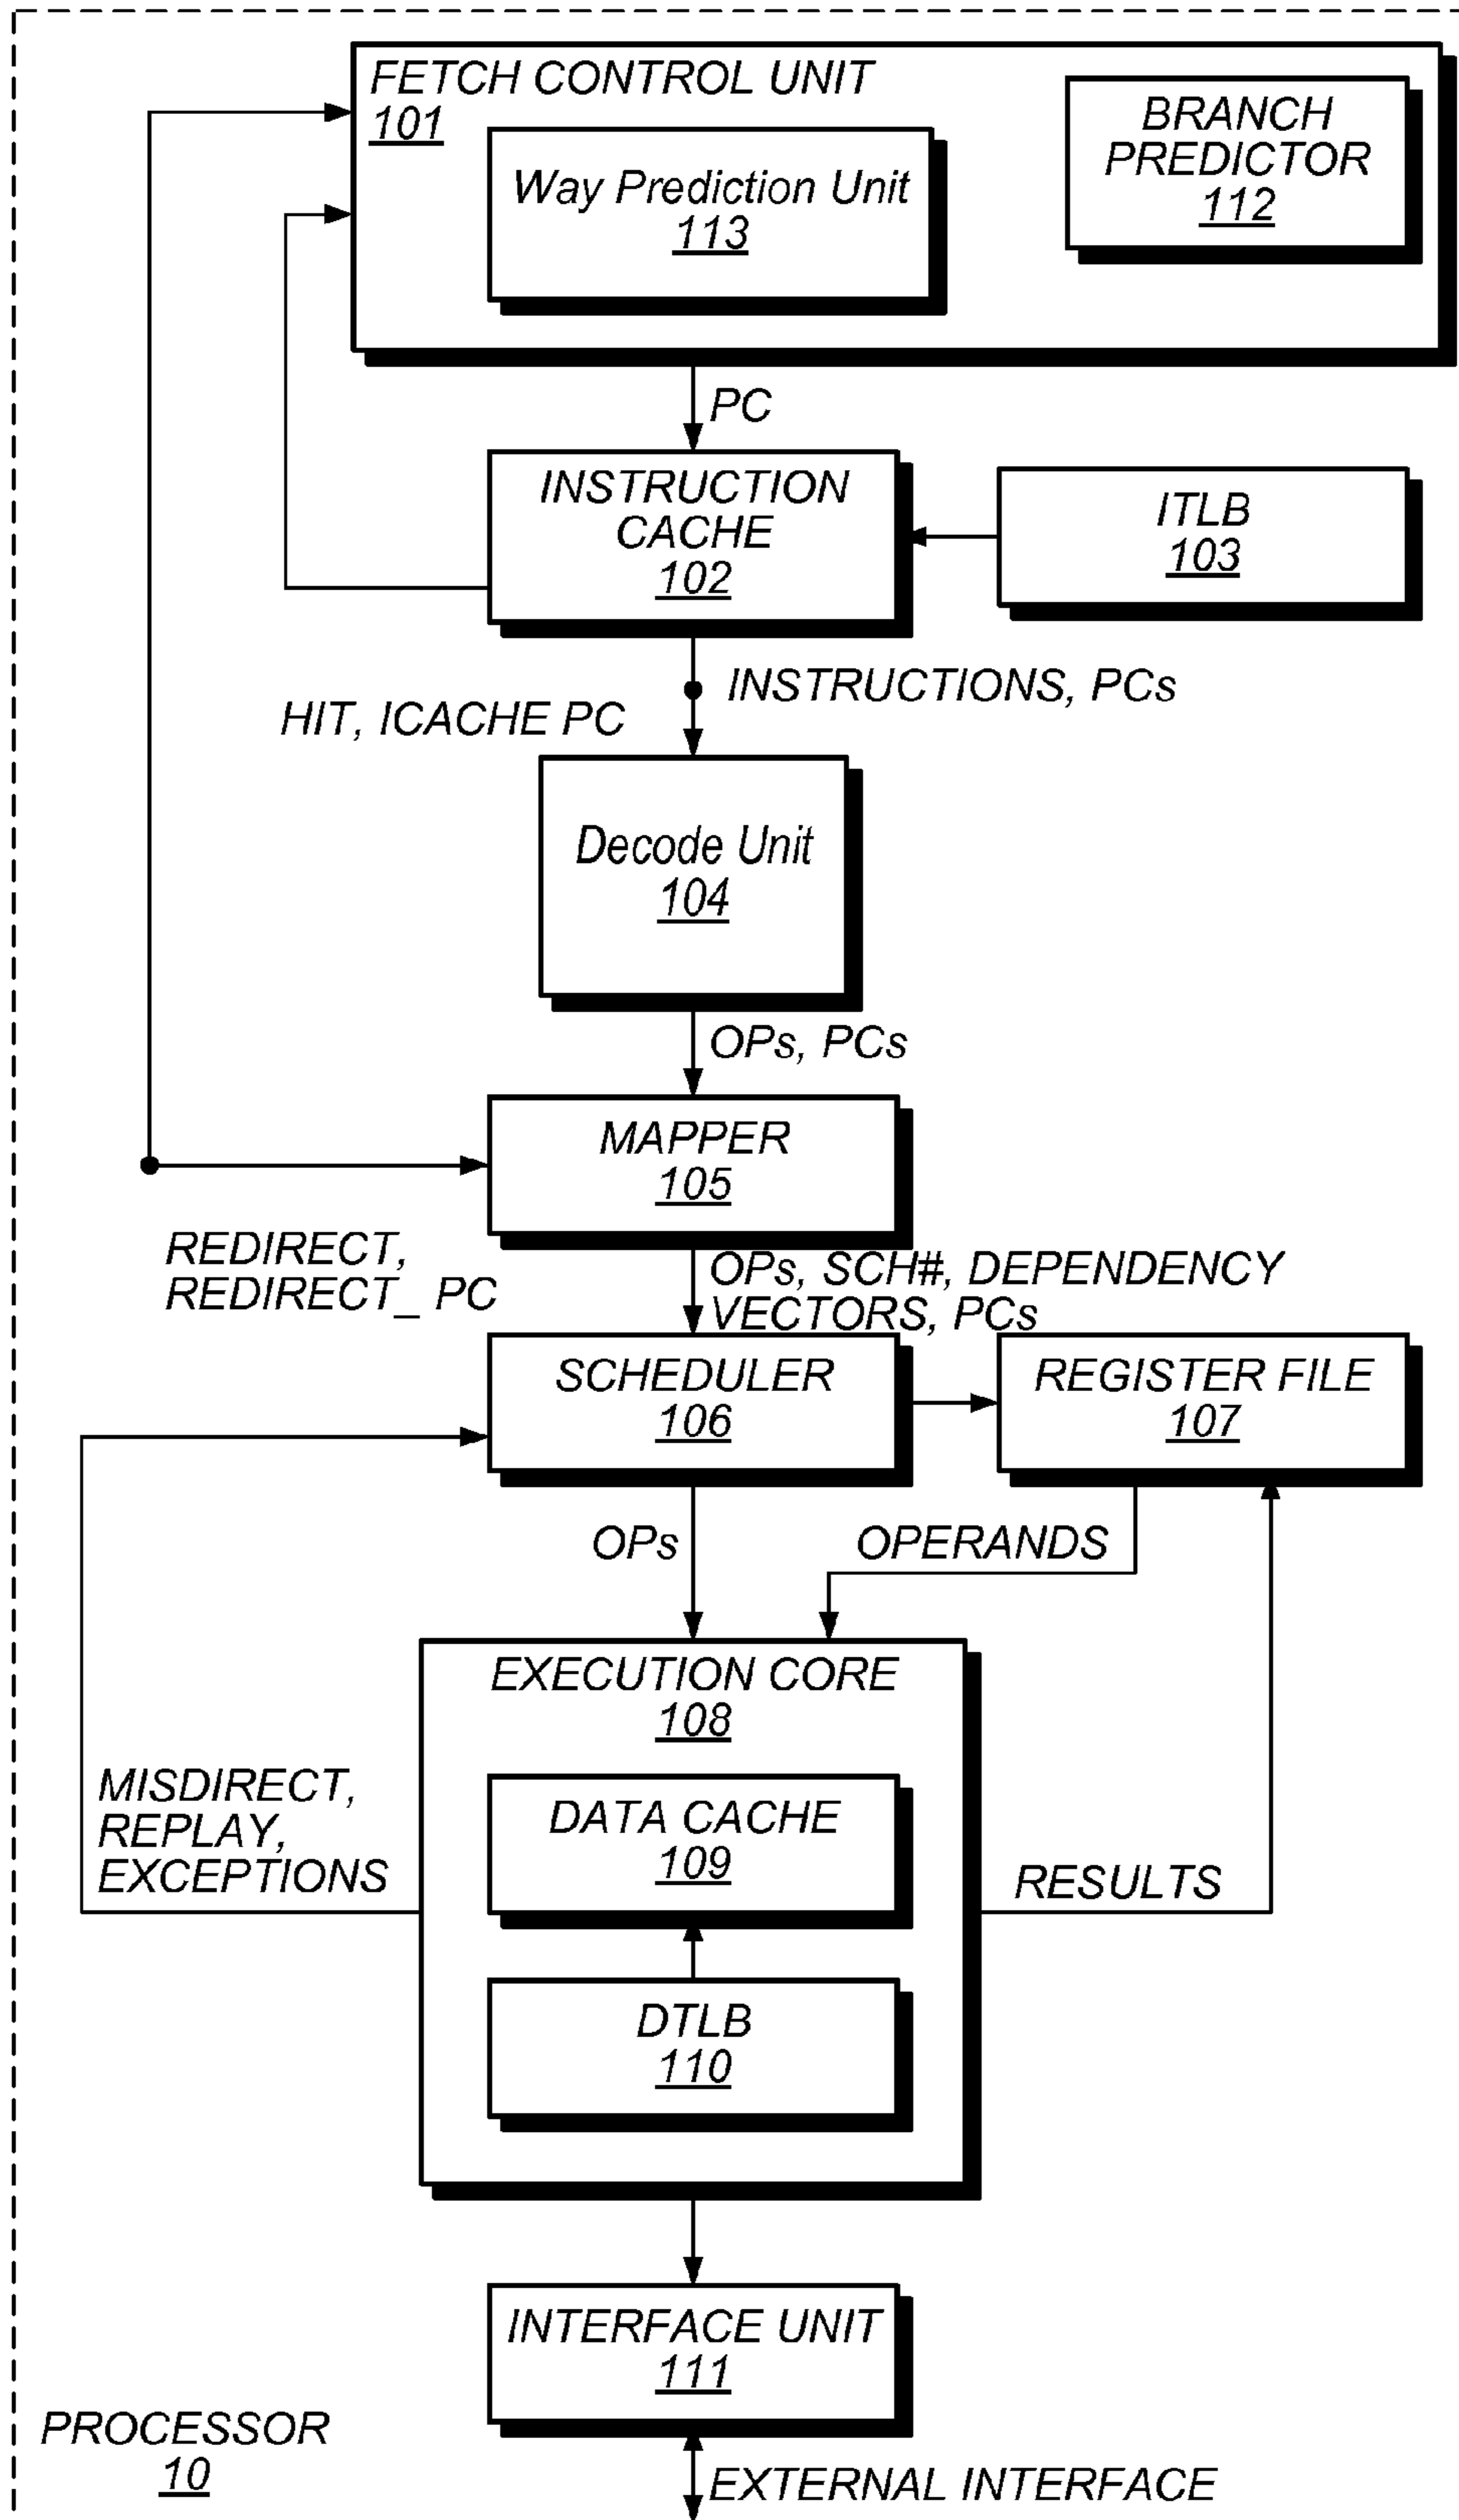 FETCH CONTROL UNIT
101
Way Prediction Unit
113
BRANCH
PREDICTOR
112
PC
INSTRUCTION
CACHE
102
ITLB
103
INSTRUCTIONS, PCs
HIT, ICACHE PC
Decode Unit
104
OPs, PCs
MAPPER
105
REDIRECT,
REDIRECT_ PC
OPs, SCH#, DEPENDENCY
VECTORS, PCs
SCHEDULER
106
REGISTER FILE
107
OPs
OPERANDS
EXECUTION CORE
108
MISDIRECT,
REPLAY,
EXCEPTIONS
DATA CACHE
109
RESULTS
DTLB
110
INTERFACE UNIT
111
PROCESSOR
10
EXTERNAL INTERFACE